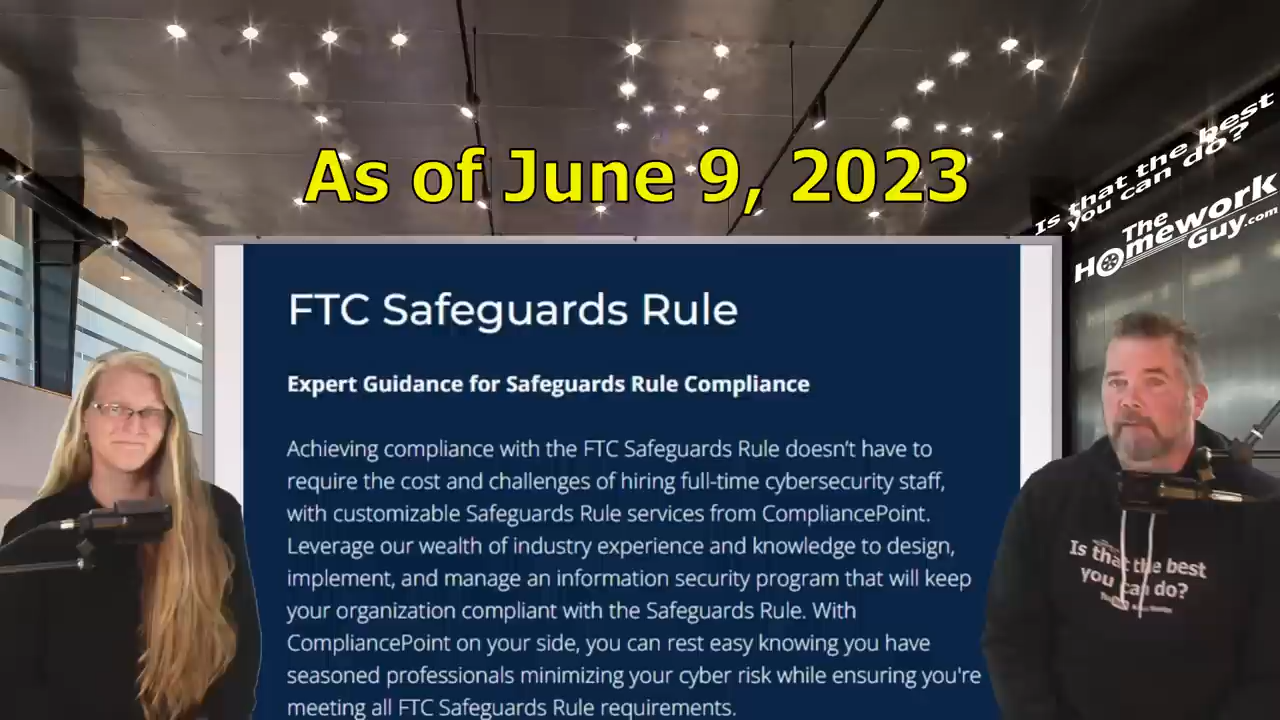 As of June 9, 2023
Is that the best
you can do?
The
Homework
Guy.com
FTC Safeguards Rule
Expert Guidance for Safeguards Rule Compliance
Achieving compliance with the FTC Safeguards Rule doesn’t have to
require the cost and challenges of hiring full-time cybersecurity staff,
with customizable Safeguards Rule services from CompliancePoint.
Leverage our wealth of industry experience and knowledge to design,
implement, and manage an information security program that will keep
your organization compliant with the Safeguards Rule. With
CompliancePoint on your side, you can rest easy knowing you have
seasoned professionals minimizing your cyber risk while ensuring you're
meeting all FTC Safeguards Rule requirements.
Is that the best
you can do?